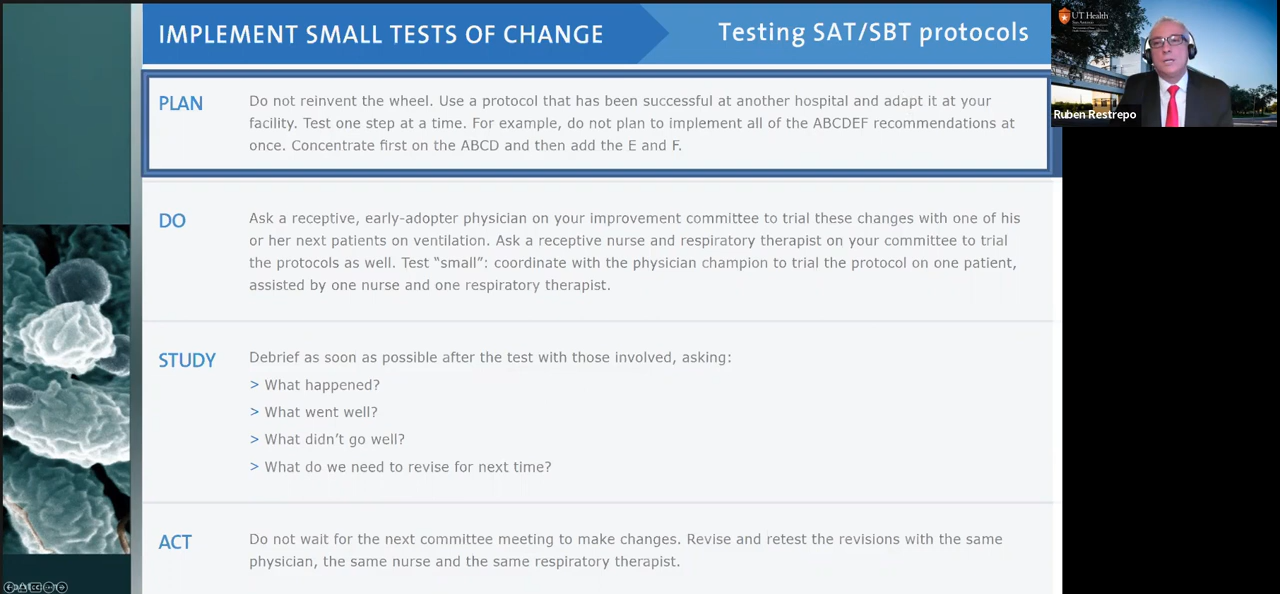 IMPLEMENT SMALL TESTS OF CHANGE
Testing SAT/SBT protocols
UT Health
Ruben Restrepo
PLAN
Do not reinvent the wheel. Use a protocol that has been successful at another hospital and adapt it at your
facility. Test one step at a time. For example, do not plan to implement all of the ABCDEF recommendations at
once. Concentrate first on the ABCD and then add the E and F.
DO
Ask a receptive, early-adopter physician on your improvement committee to trial these changes with one of his
or her next patients on ventilation. Ask a receptive nurse and respiratory therapist on your committee to trial
the protocols as well. Test “small”: coordinate with the physician champion to trial the protocol on one patient,
assisted by one nurse and one respiratory therapist.
STUDY
Debrief as soon as possible after the test with those involved, asking:
> What happened?
> What went well?
> What didn’t go well?
> What do we need to revise for next time?
ACT
Do not wait for the next committee meeting to make changes. Revise and retest the revisions with the same
physician, the same nurse and the same respiratory therapist.